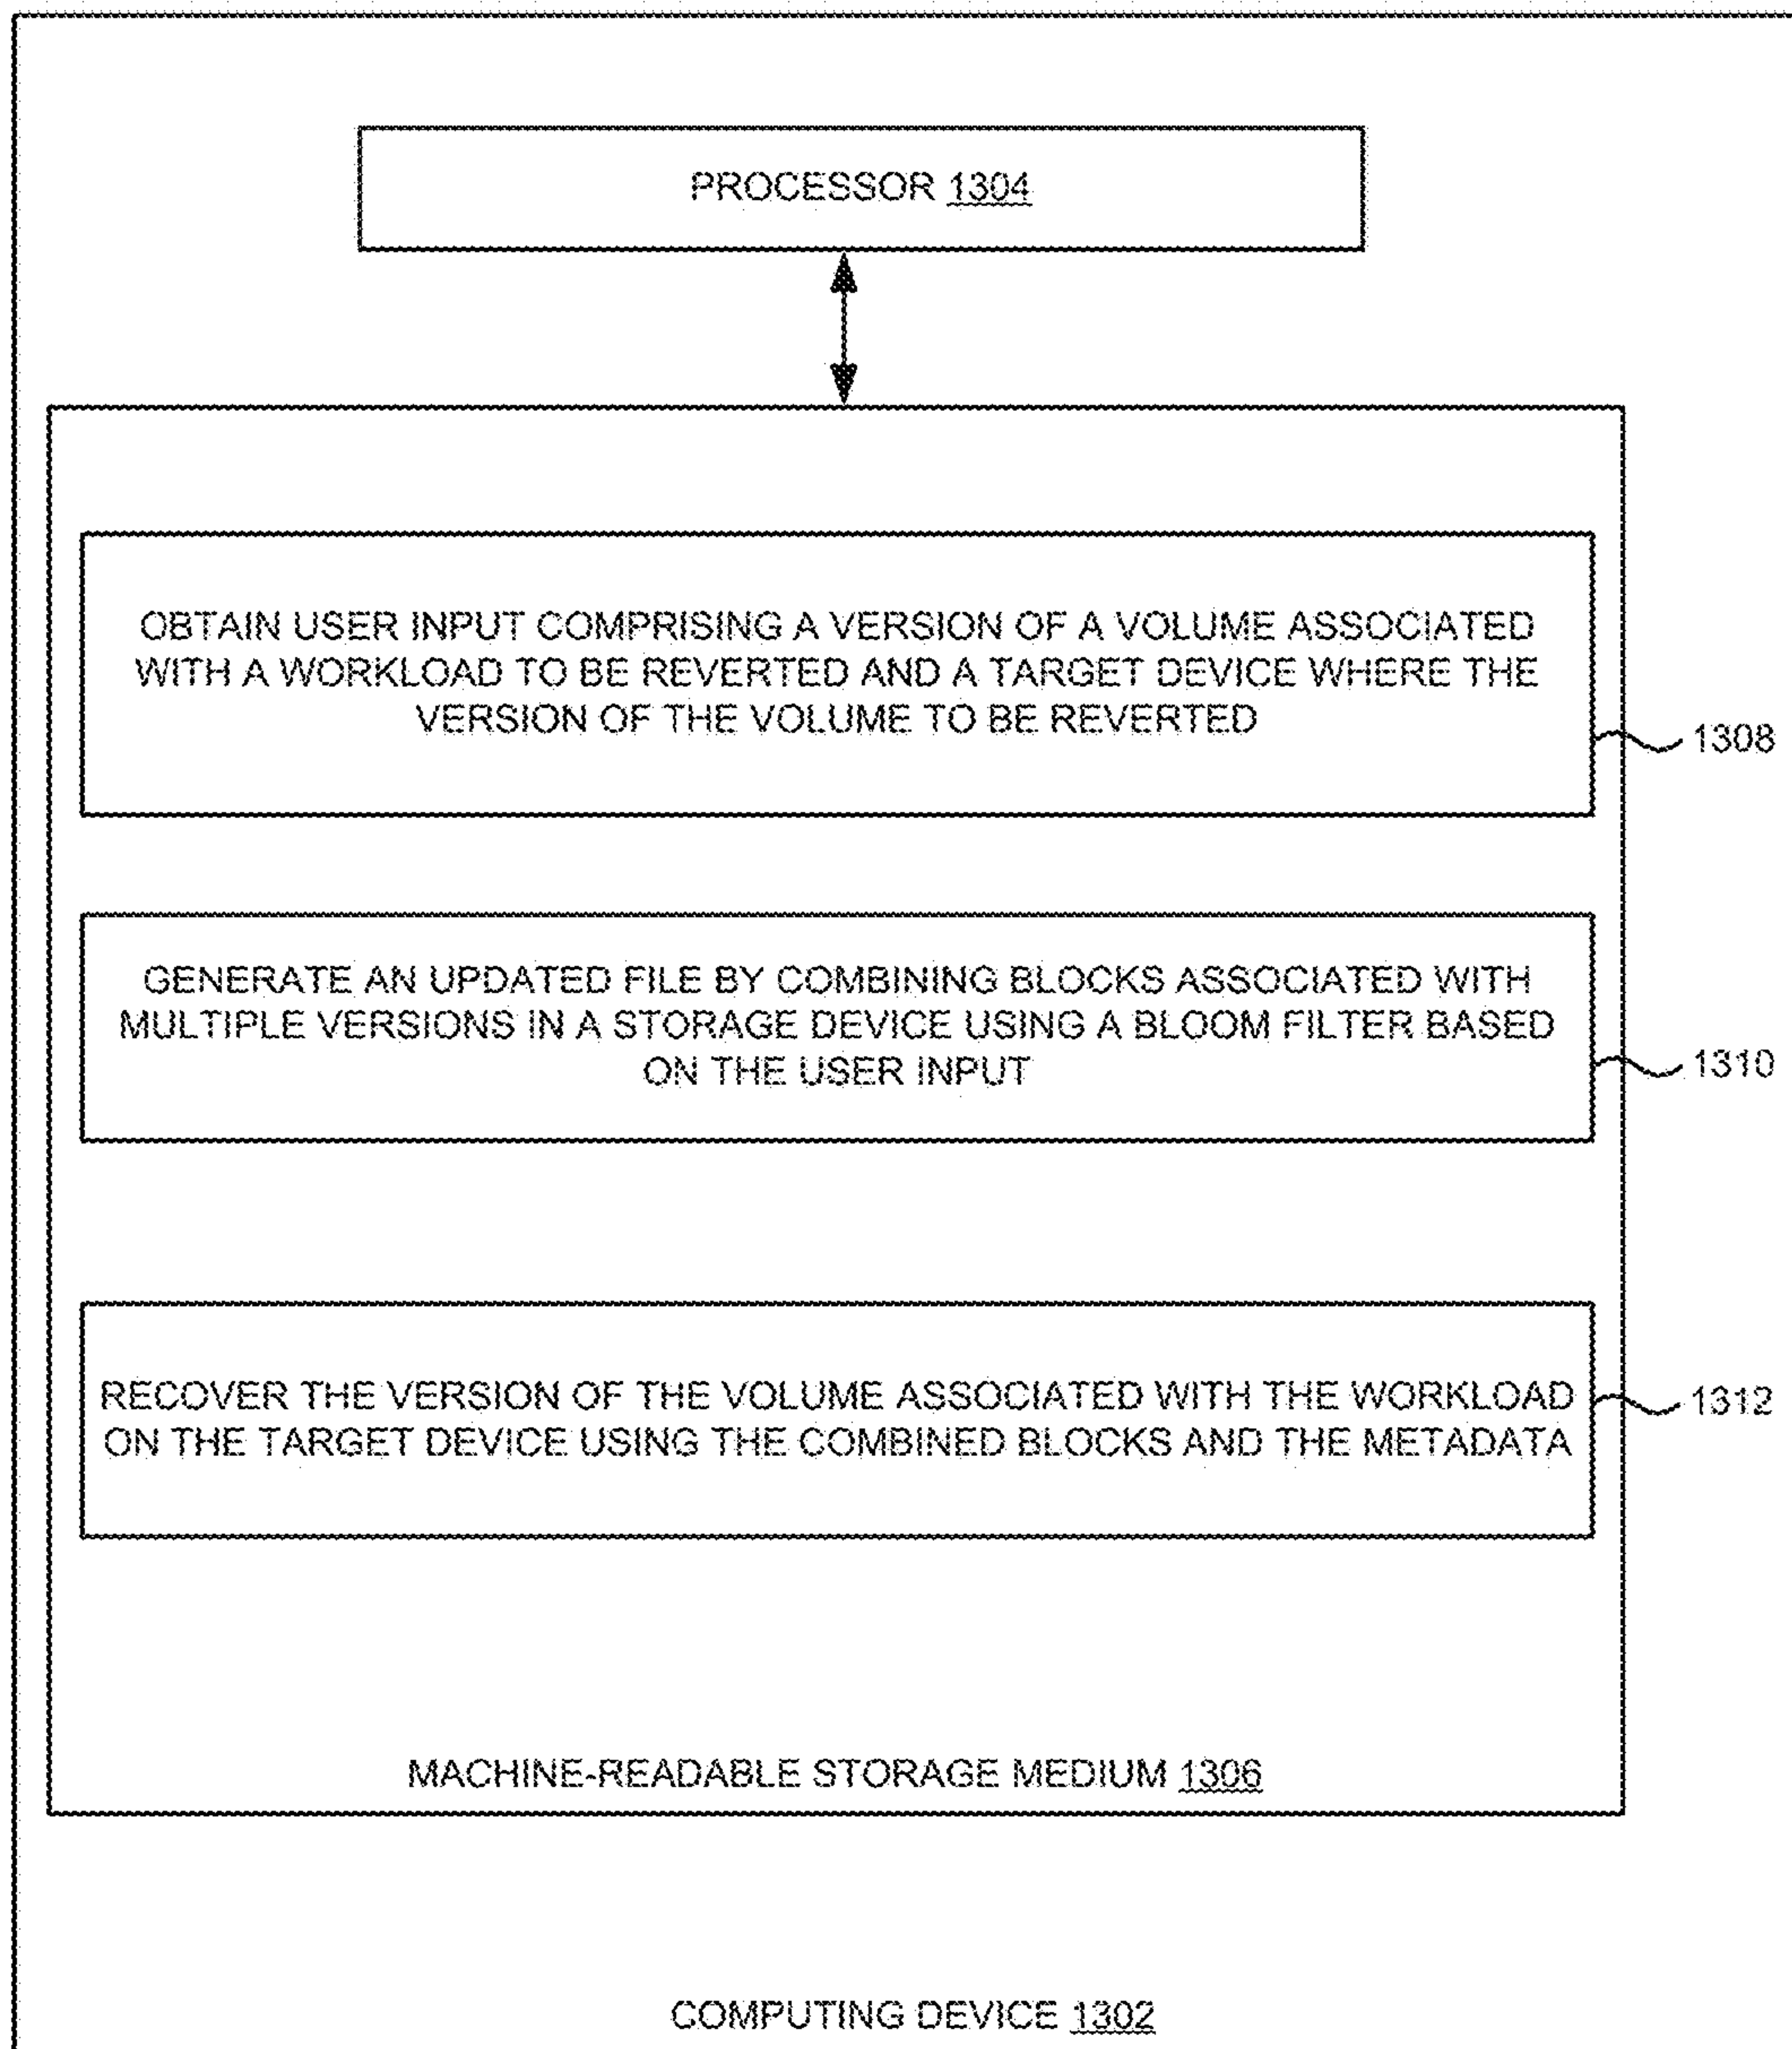 PROCESSOR 1304
OBTAIN USER INPUT COMPRISING A VERSION OF A VOLUME ASSOCIATED
WITH A WORKLOAD TO BE REVERTED AND A TARGET DEVICE WHERE THE
VERSION OF THE VOLUME TO BE REVERTED
1308
GENERATE AN UPDATED FILE BY COMBINING BLOCKS ASSOCIATED WITH
MULTIPLE VERSIONS IN A STORAGE DEVICE USING A BLOOM FILTER BASED
ON THE USER INPUT
1310
RECOVER THE VERSION OF THE VOLUME ASSOCIATED WITH THE WORKLOAD
ON THE TARGET DEVICE USING THE COMBINED BLOCKS AND THE METADATA
1312
MACHINE-READABLE STORAGE MEDIUM 1306
COMPUTING DEVICE 1302